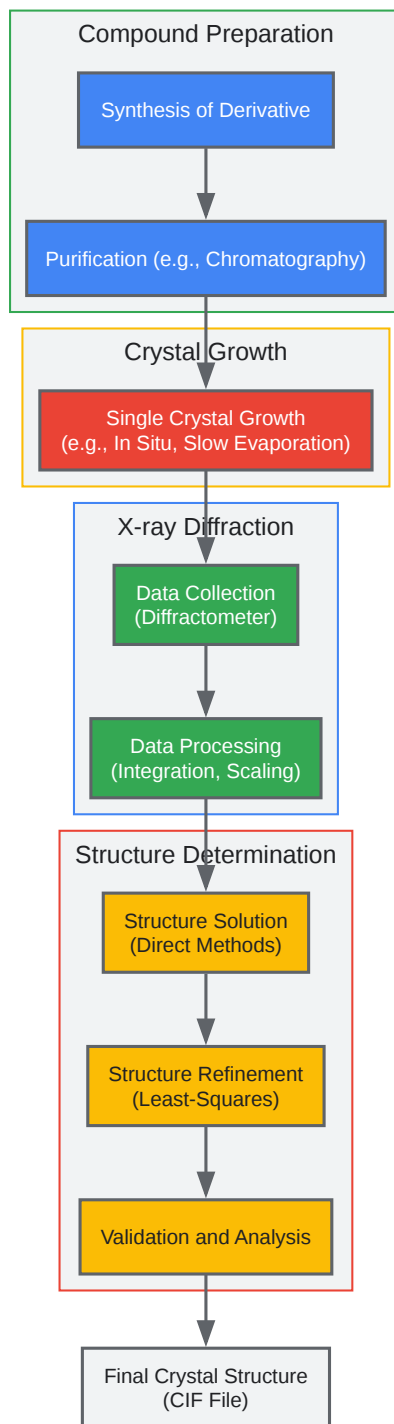 Compound Preparation
Synthesis of Derivative
Purification (e.g., Chromatography)
Crystal Growth
Single Crystal Growth
(e.g., In Situ, Slow Evaporation)
X-ray Diffraction
Data Collection
(Diffractometer)
Data Processing
(Integration, Scaling)
Structure Determination
Structure Solution
(Direct Methods)
Structure Refinement
(Least-Squares)
Validation and Analysis
Final Crystal Structure
(CIF File)